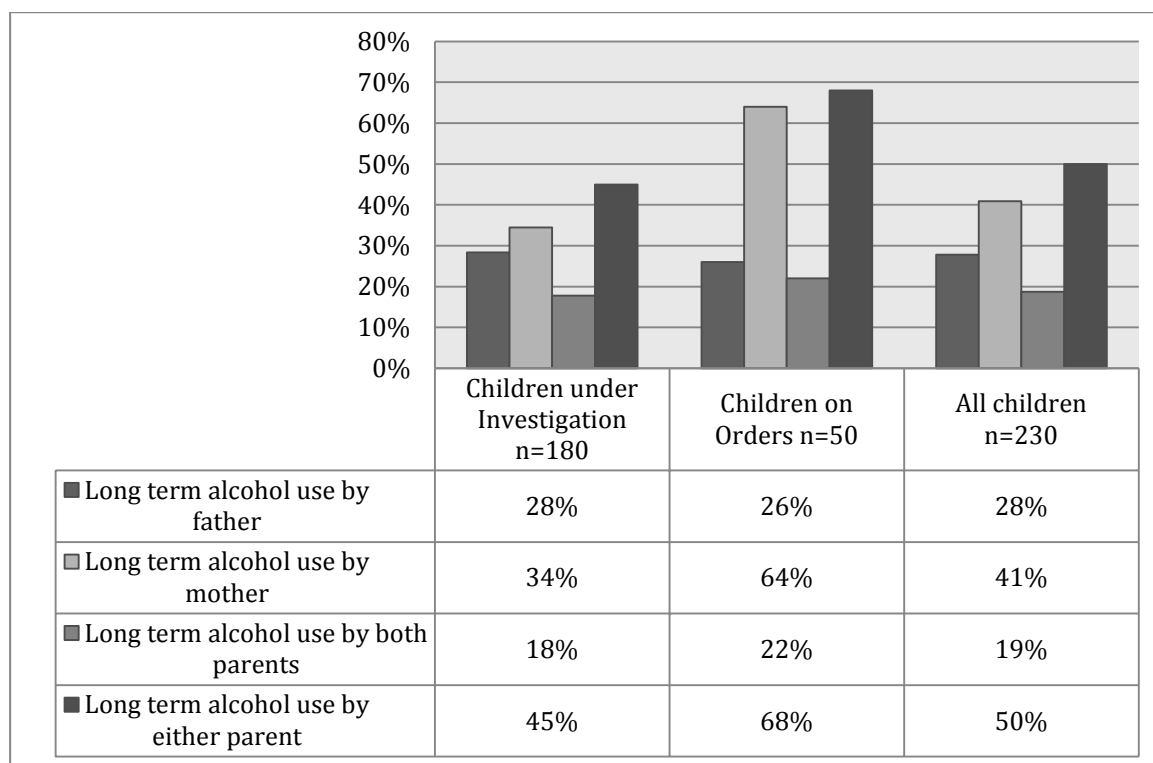 80%
70%
60%
50%
40%
30%
20%
10%
0%
Children under
Investigation
n=180
Children on
Orders n=50
All children
n=230
Long term alcohol use by
father
28%
26%
28%
Long term alcohol use by
mother
34%
64%
41%
Long term alcohol use by both
parents
18%
22%
19%
Long term alcohol use by
either parent
45%
68%
50%